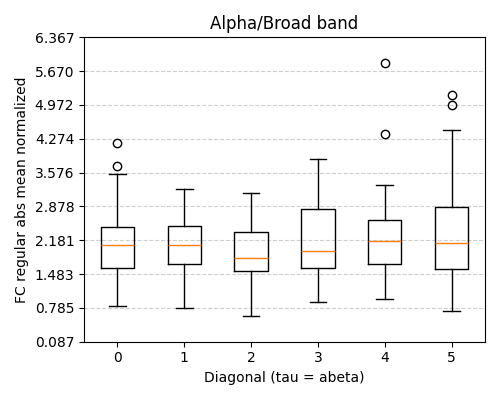 Alpha/Broad band
FC regular abs mean normalized
6.367
5.670
4.972
4.274
3.576
2.878
2.181
1.483
0.785
0.087
0 1 2 3 4 5
Diagonal (tau = abeta)